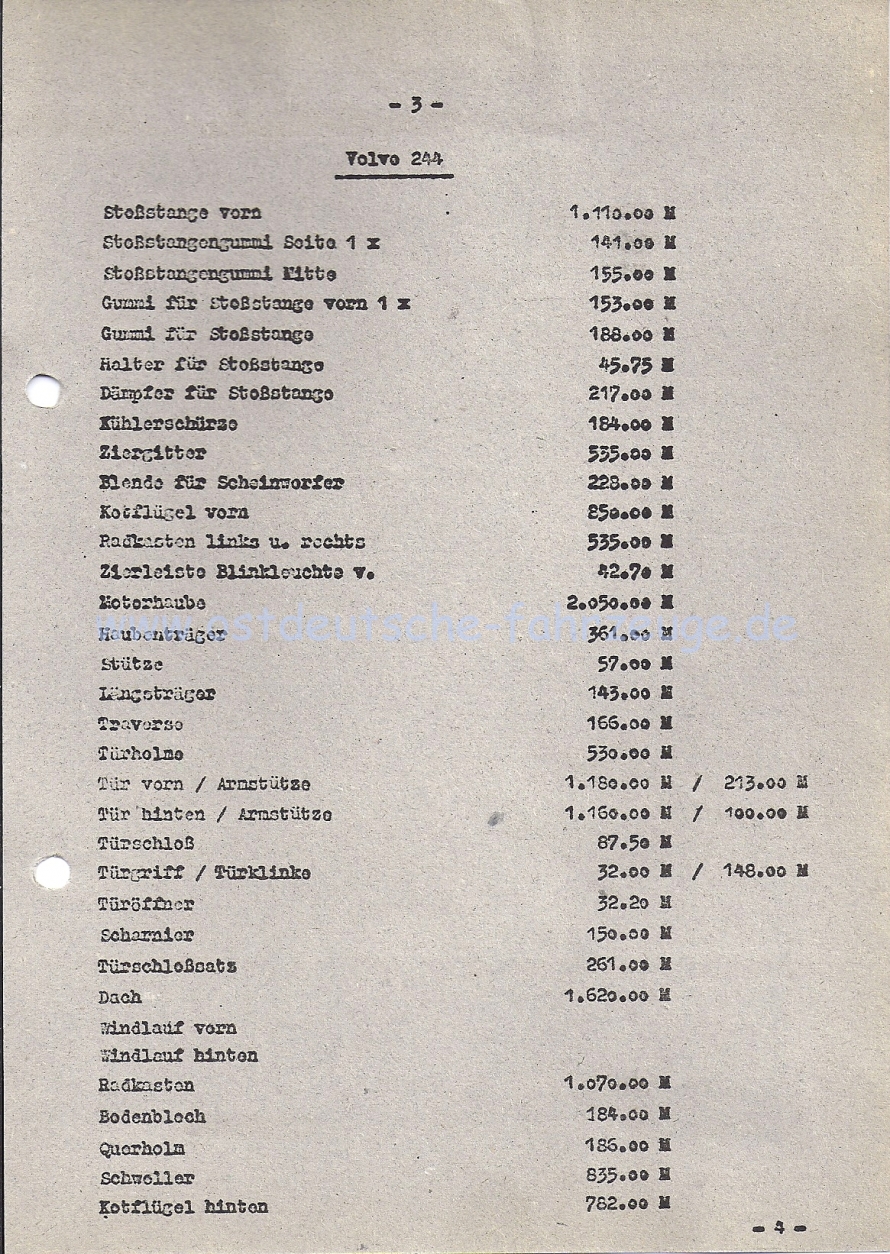 - 3 -
Volvo 244
Stoßstange vorn 1.110.00 M
Stoßstangengummi Seite 1 x 141.00 M
Stoßstangengummi Mitte 155.00 M
Gummi für Stoßstange vorn 1 x 153.00 M
Gummi für Stoßstange 188.00 M
Halter für Stoßstange 45.75 M
Dämpfer für Stoßstange 217.00 M
Kühlerschürze 184.00 M
Ziergitter 535.00 M
Blende für Scheinworfer 228.00 M
Kotflügel vorn 850.00 M
Radkasten links u. rechts 535.00 M
Zierleiste Blinkleuchte v. 42.70 M
Motorhaube 2.050.00 M
www.ostdeutsche-fahrzeuge.de
Haubenträger 361.00 M
Stütze 57.00 M
Längsträger 143.00 M
Traverse 166.00 M
Türholme 530.00 M
Tür vorn / Armstütze 1.180.00 M / 213.00 M
Tür hinten / Armstütze 1.160.00 M / 100.00 M
Türschloß 87.50 M
Türgriff / Türklinke 32.00 M / 148.00 M
Türöffner 32.20 M
Scharnier 150.00 M
Türschloßsatz 261.00 M
Dach 1.620.00 M
Windlauf vorn
Windlauf hinten
Radkasten 1.070.00 M
Bodenblech 184.00 M
Querholm 186.00 M
Schweller 835.00 M
Kotflügel hinten 782.00 M
- 4 -